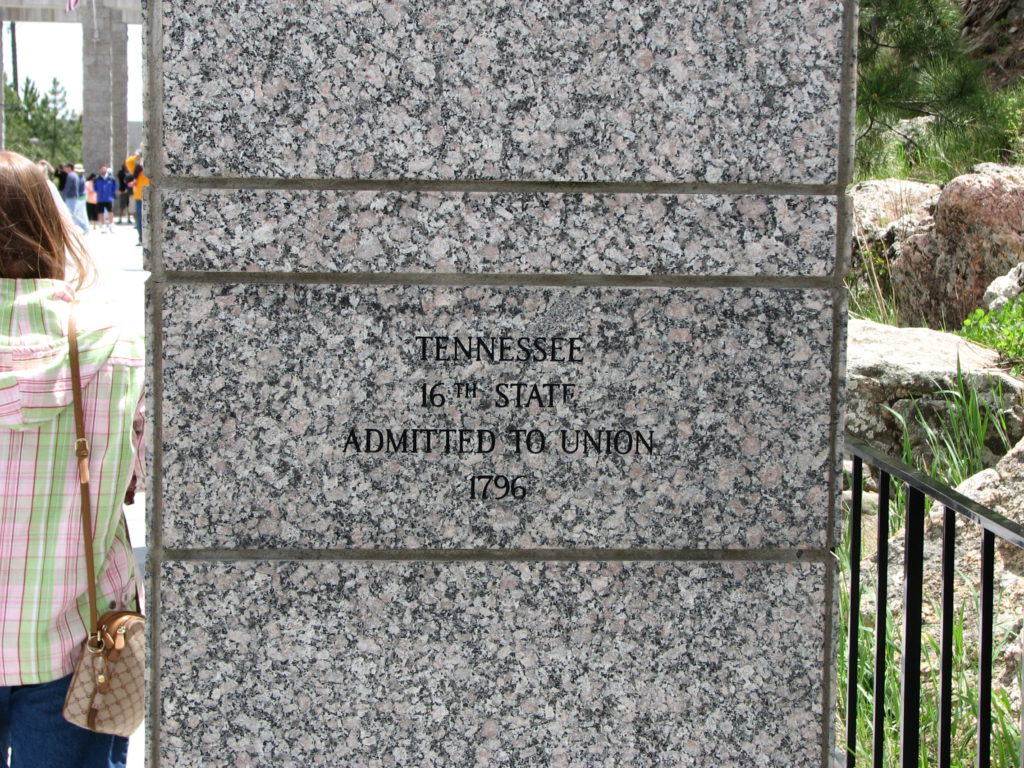 TENNESSEE
16TH STATE
ADMITTED TO UNION
1796